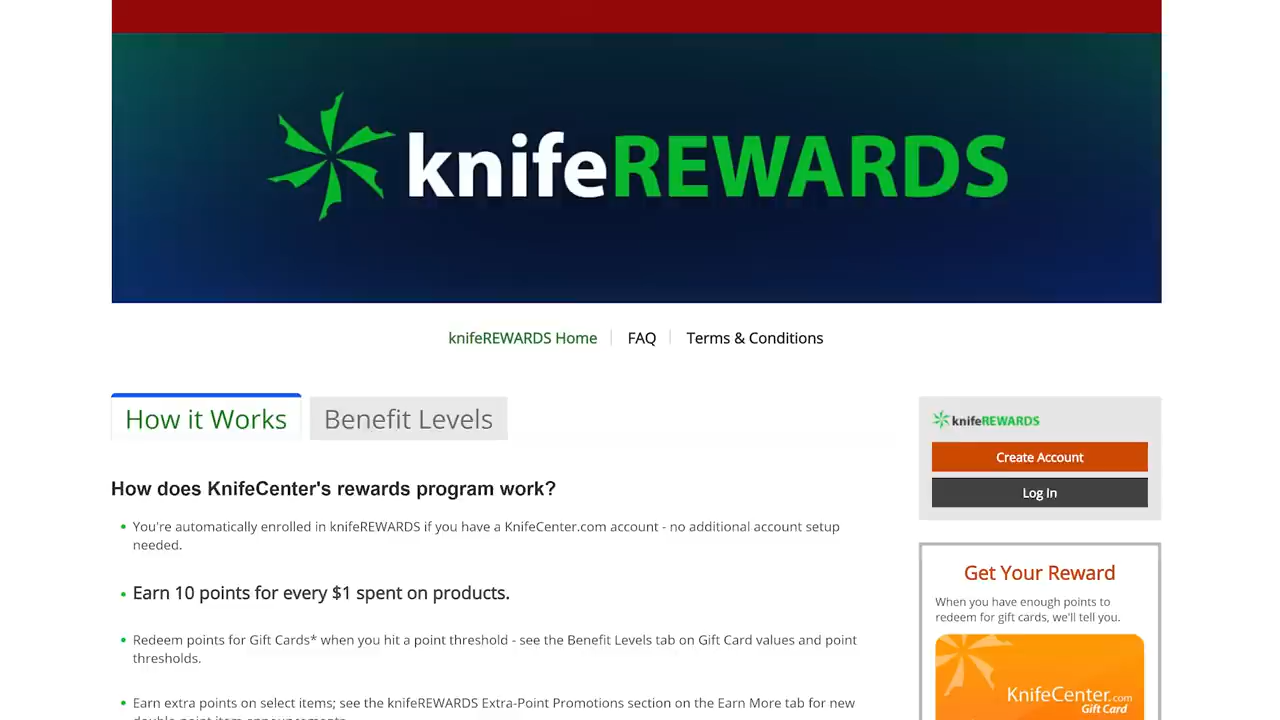 knifeREWARDS
knifeREWARDS Home
FAQ
Terms & Conditions
How it Works
Benefit Levels
How does KnifeCenter's rewards program work?
You're automatically enrolled in knifeREWARDS if you have a KnifeCenter.com account - no additional account setup
needed.
Earn 10 points for every $1 spent on products.
Redeem points for Gift Cards* when you hit a point threshold - see the Benefit Levels tab on Gift Card values and point
thresholds.
Earn extra points on select items; see the knifeREWARDS Extra-Point Promotions section on the Earn More tab for new
knifeREWARDS
Create Account
Log In
Get Your Reward
When you have enough points to
redeem for gift cards, we'll tell you.
KnifeCenter.com
Gift Card